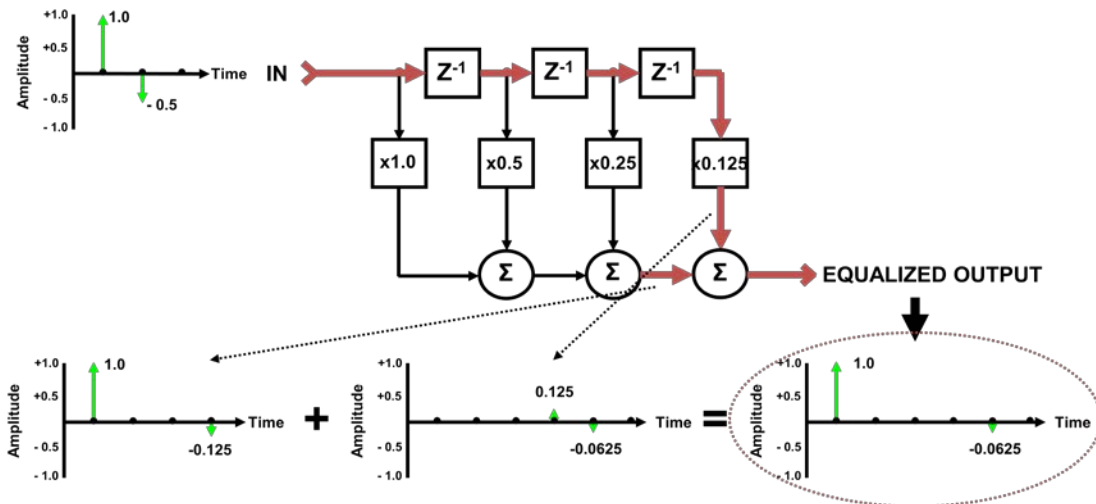 +1.0
1.0
+0.5
Amplitude
Time
- 0.5
- 0.5
- 1.0
IN
Z-1
Z-1
Z-1
x1.0
x0.5
x0.25
x0.125
Σ
Σ
Σ
EQUALIZED OUTPUT
+1.0
1.0
+0.5
Amplitude
Time
- 0.5
-0.125
- 1.0
+
+1.0
+0.5
0.125
Amplitude
Time
- 0.5
-0.0625
- 1.0
=
+1.0
1.0
+0.5
Amplitude
Time
- 0.5
-0.0625
- 1.0